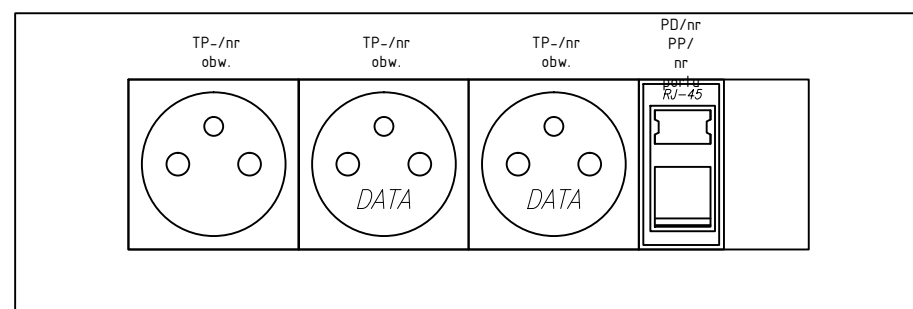 TP-/nr
obw.
TP-/nr
obw.
TP-/nr
obw.
PD/nr
PP/
nr
portu
RJ-45
DATA
DATA